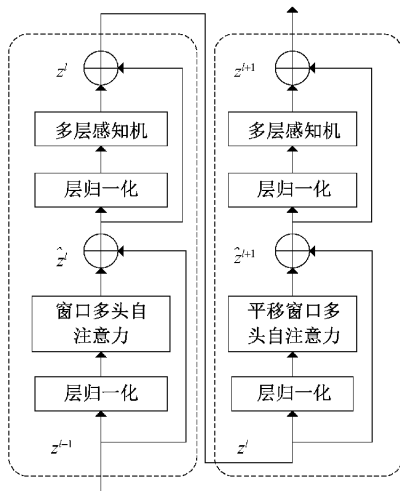 z^l
多层感知机
层归一化
ẑ^l
窗口多头自
注意力
层归一化
z^{l-1}
z^{l+1}
多层感知机
层归一化
ẑ^{l+1}
平移窗口多
头自注意力
层归一化
z^l